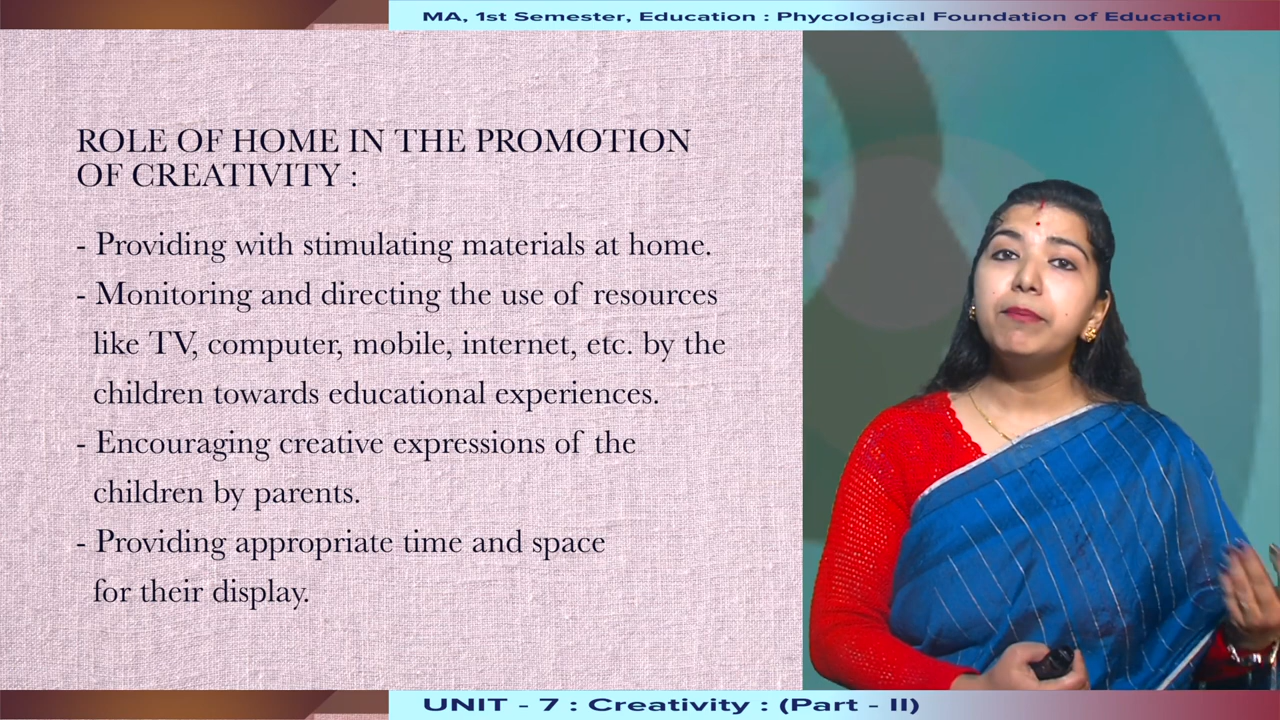 MA, 1st Semester, Education : Phycological Foundation of Education
ROLE OF HOME IN THE PROMOTION
OF CREATIVITY :
- Providing with stimulating materials at home.
- Monitoring and directing the use of resources
like TV, computer, mobile, internet, etc. by the
children towards educational experiences.
- Encouraging creative expressions of the
children by parents.
- Providing appropriate time and space
for their display.
UNIT - 7 : Creativity : (Part - II)